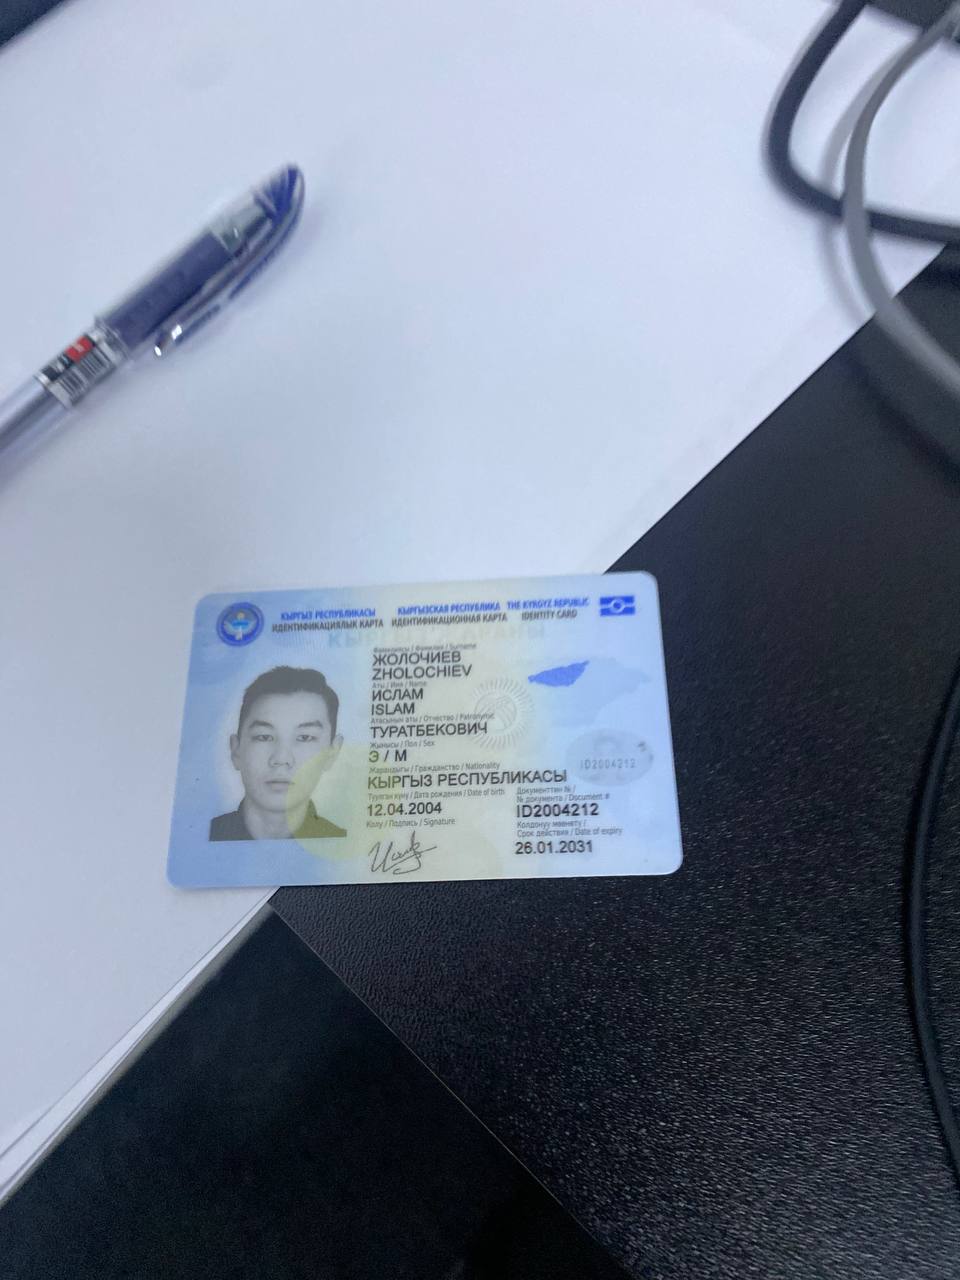 КЫРГЫЗ РЕСПУБЛИКАСЫ КЫРГЫЗСКАЯ РЕСПУБЛИКА THE KYRGYZ REPUBLIC
ИДЕНТИФИКАЦИЯЛЫК КАРТА ИДЕНТИФИКАЦИОННАЯ КАРТА IDENTITY CARD
Фамилиясы / Фамилия / Surname
ЖОЛОЧИЕВ
ZHOLOCHIEV
Аты / Имя / Name
ИСЛАМ
ISLAM
Атасынын аты / Отчество / Patronymic
ТУРАТБЕКОВИЧ
Жынысы / Пол / Sex
Э / М
Жарандыгы / Гражданство / Nationality
КЫРГЫЗ РЕСПУБЛИКАСЫ
Туулган күнү / Дата рождения / Date of birth
12.04.2004
Колу / Подпись / Signature
Документтин № /
№ документа / Document #
ID2004212
Колдонуу мөөнөтү /
Срок действия / Date of expiry
26.01.2031
ID2004212